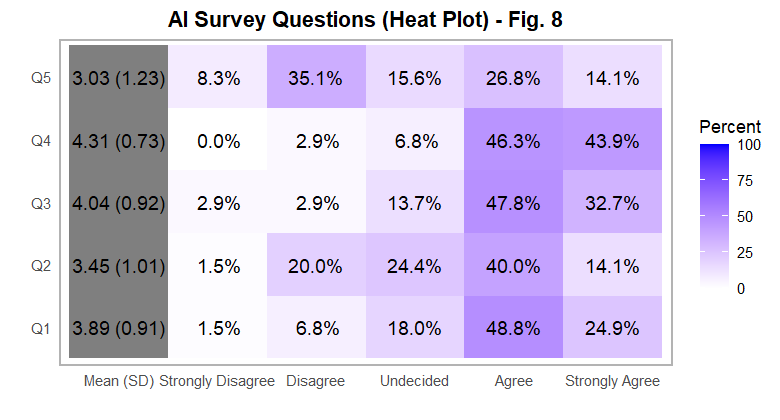 AI Survey Questions (Heat Plot) - Fig. 8
Q5 3.03 (1.23) 8.3% 35.1% 15.6% 26.8% 14.1%
Q4 4.31 (0.73) 0.0% 2.9% 6.8% 46.3% 43.9%
Q3 4.04 (0.92) 2.9% 2.9% 13.7% 47.8% 32.7%
Q2 3.45 (1.01) 1.5% 20.0% 24.4% 40.0% 14.1%
Q1 3.89 (0.91) 1.5% 6.8% 18.0% 48.8% 24.9%
Mean (SD) Strongly Disagree Disagree Undecided Agree Strongly Agree
Percent
100
75
50
25
0